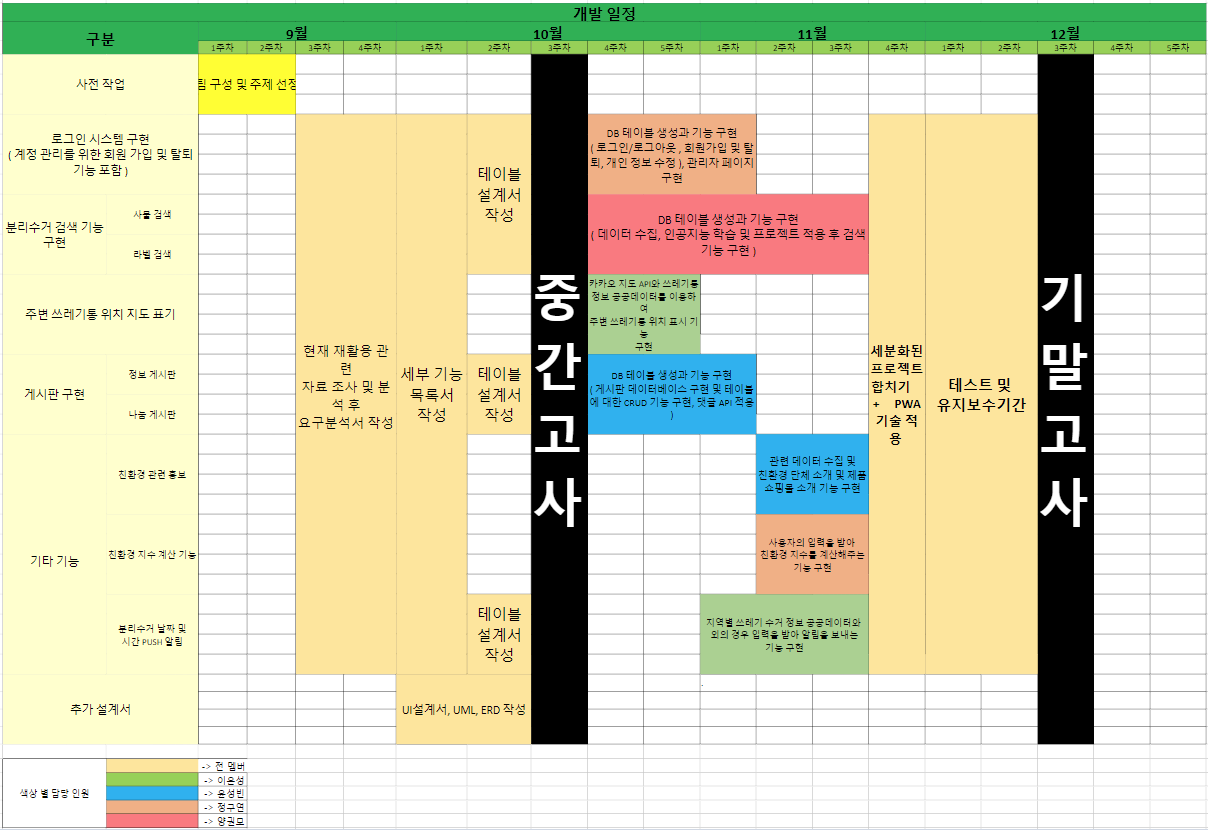 개발 일정
구분
9월
10월
11월
12월
1주차 2주차 3주차 4주차 1주차 2주차 3주차 4주차 5주차 1주차 2주차 3주차 4주차 1주차 2주차 3주차 4주차 5주차
사전 작업
팀 구성 및 주제 선정
로그인 시스템 구현
( 계정 관리를 위한 회원 가입 및 탈퇴
기능 포함 )
분리수거 검색 기능
구현
사물 검색
라벨 검색
주변 쓰레기통 위치 지도 표기
게시판 구현
정보 게시판
나눔 게시판
기타 기능
친환경 관련 홍보
친환경 지수 계산 기능
분리수거 날짜 및
시간 PUSH 알림
추가 설계서
현재 재활용 관
련
자료 조사 및 분
석 후
요구분석서 작성
세부 기능
목록서
작성
테이블
설계서
작성
테이블
설계서
작성
테이블
설계서
작성
UI설계서, UML, ERD 작성
중
간
고
사
DB 테이블 생성과 기능 구현
( 로그인/로그아웃 , 회원가입 및 탈
퇴, 개인 정보 수정 ), 관리자 페이지
구현
DB 테이블 생성과 기능 구현
( 데이터 수집, 인공지능 학습 및 프로젝트 적용 후 검색
기능 구현 )
카카오 지도 API와 쓰레기통
정보 공공데이터를 이용하
여
주변 쓰레기통 위치 표시 기
능
구현
DB 테이블 생성과 기능 구현
( 게시판 데이터베이스 구현 및 테이블
에 대한 CRUD 기능 구현, 댓글 API 적용
)
관련 데이터 수집 및
친환경 단체 소개 및 제품
쇼핑몰 소개 기능 구현
사용자의 입력을 받아
친환경 지수를 계산해주는
기능 구현
지역별 쓰레기 수거 정보 공공데이터와
외의 경우 입력을 받아 알림을 보내는
기능 구현
세분화된
프로젝트
합치기
+ PWA
기술 적
용
테스트 및
유지보수기간
기
말
고
사
색상 별 담당 인원
-> 전 멤버
-> 이은성
-> 윤성빈
-> 정구연
-> 양권모